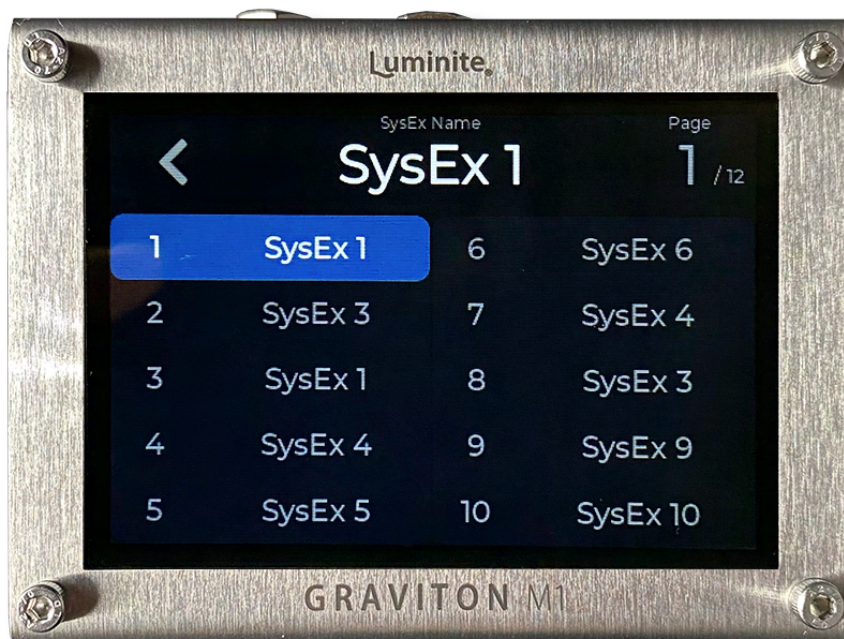 Luminite®
SysEx Name
Page
SysEx 1
1 / 12
1 SysEx 1
6 SysEx 6
2 SysEx 3
7 SysEx 4
3 SysEx 1
8 SysEx 3
4 SysEx 4
9 SysEx 9
5 SysEx 5
10 SysEx 10
GRAVITON M1